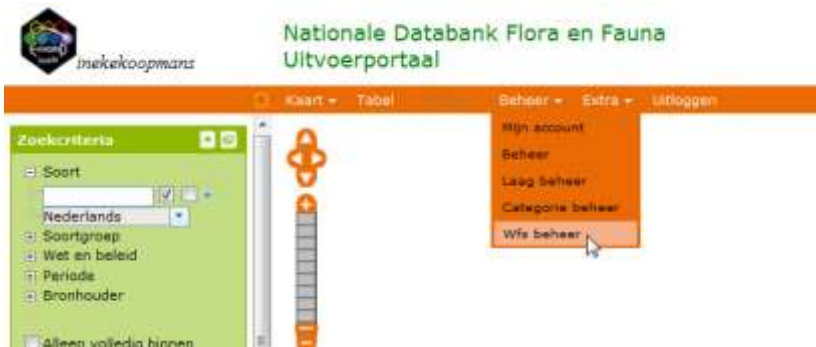 inekekoopmans
Nationale Databank Flora en Fauna
Uitvoerportaal
Kaart Tabel Beheer Extra Uitloggen
Mijn account
Beheer
Laag beheer
Categorie beheer
Wfs beheer
Zoekcriteria
Soort
Nederlands
Soortgroep
Wet en beleid
Periode
Bronhouder
Alleen volledig binnen